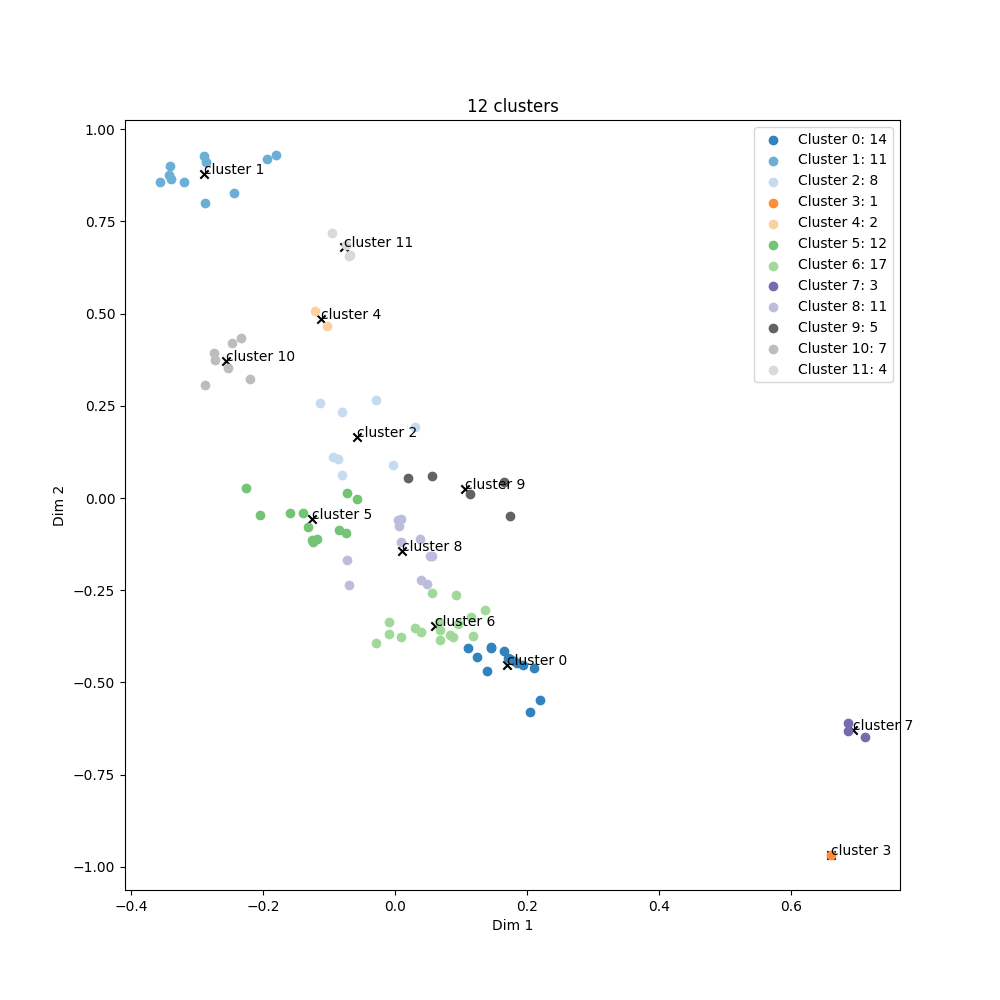 12 clusters
1.00
0.75
0.50
0.25
0.00
−0.25
−0.50
−0.75
−1.00
Dim 2
−0.4
−0.2
0.0
0.2
0.4
0.6
Dim 1
Cluster 0: 14
Cluster 1: 11
Cluster 2: 8
Cluster 3: 1
Cluster 4: 2
Cluster 5: 12
Cluster 6: 17
Cluster 7: 3
Cluster 8: 11
Cluster 9: 5
Cluster 10: 7
Cluster 11: 4
cluster 1
cluster 11
cluster 4
cluster 10
cluster 2
cluster 9
cluster 5
cluster 8
cluster 6
cluster 0
cluster 7
cluster 3